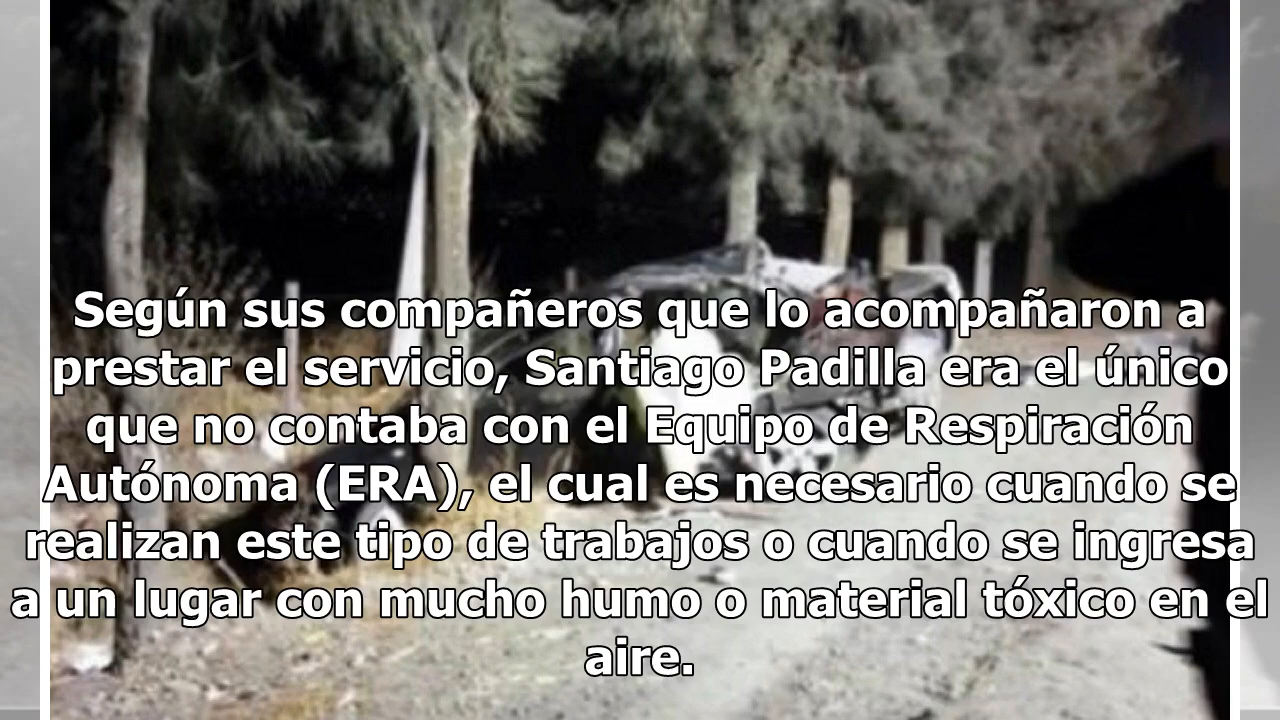 Según sus compañeros que lo acompañaron a
prestar el servicio, Santiago Padilla era el único
que no contaba con el Equipo de Respiración
Autónoma (ERA), el cual es necesario cuando se
realizan este tipo de trabajos o cuando se ingresa
a un lugar con mucho humo o material tóxico en el
aire.